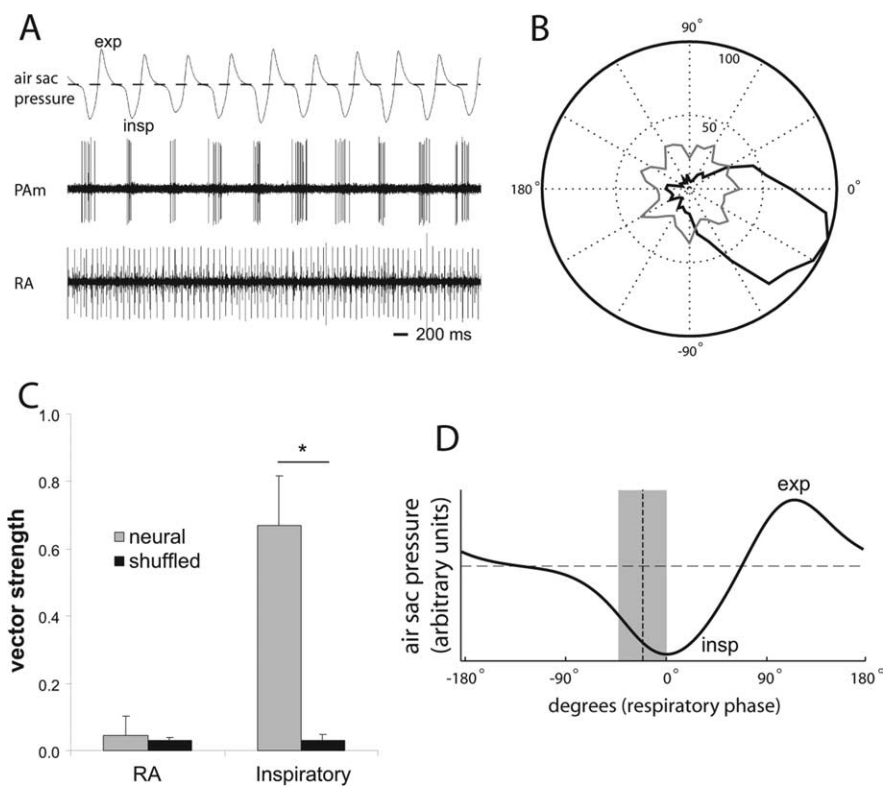 A
exp
air sac
pressure
insp
PAm
RA
200 ms
B
90°
100
50
180°
0°
-90°
C
1.0
0.8
0.6
0.4
0.2
0.0
vector strength
*
neural
shuffled
RA
Inspiratory
D
air sac pressure
(arbitrary units)
exp
insp
-180°
-90°
0°
90°
180°
degrees (respiratory phase)